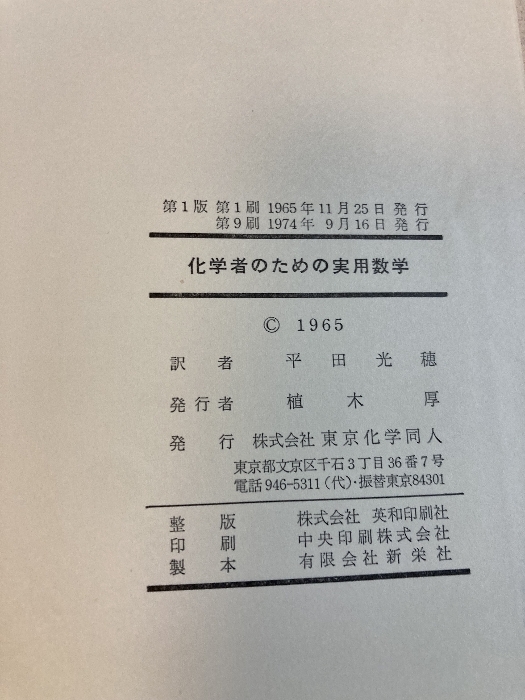 第1版 第1刷 1965年11月25日 発行
第9刷 1974年 9月16日 発行
化学者のための実用数学
© 1965
訳者 平田光穂
発行者 植木厚
発行 株式会社 東京化学同人
東京都文京区千石3丁目36番7号
電話 946-5311(代)・振替東京84301
整版 株式会社 英和印刷社
印刷 中央印刷株式会社
製本 有限会社新栄社